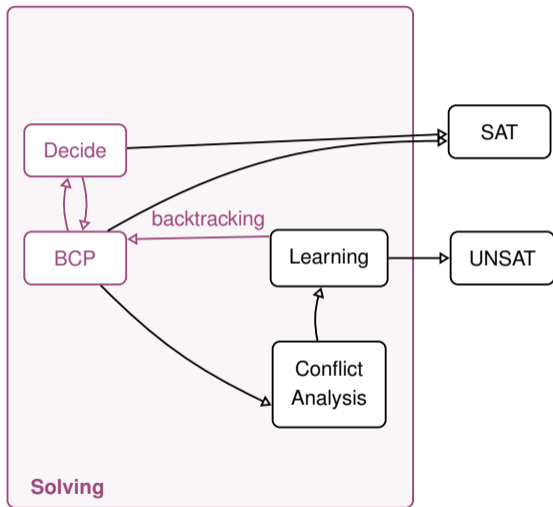 Decide
SAT
backtracking
BCP
Learning
UNSAT
Conflict
Analysis
Solving